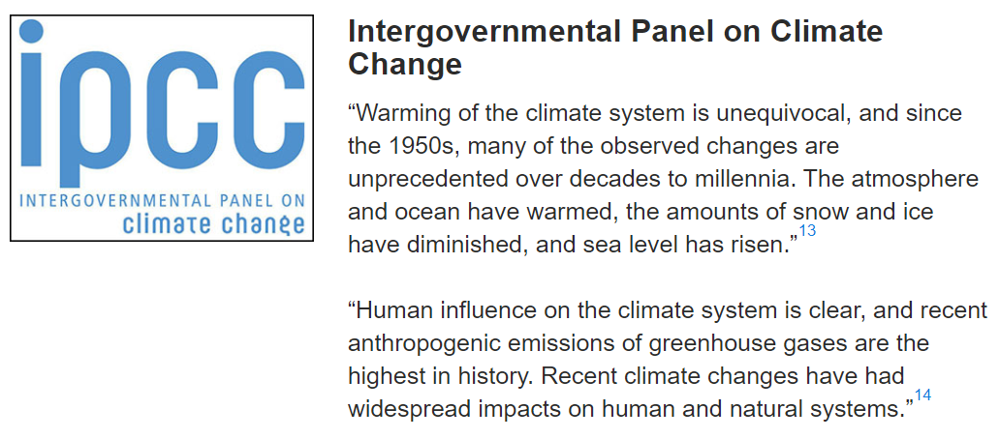 ipcc
INTERGOVERNMENTAL PANEL ON
climate change
Intergovernmental Panel on Climate
Change
“Warming of the climate system is unequivocal, and since
the 1950s, many of the observed changes are
unprecedented over decades to millennia. The atmosphere
and ocean have warmed, the amounts of snow and ice
have diminished, and sea level has risen.”13
“Human influence on the climate system is clear, and recent
anthropogenic emissions of greenhouse gases are the
highest in history. Recent climate changes have had
widespread impacts on human and natural systems.”14